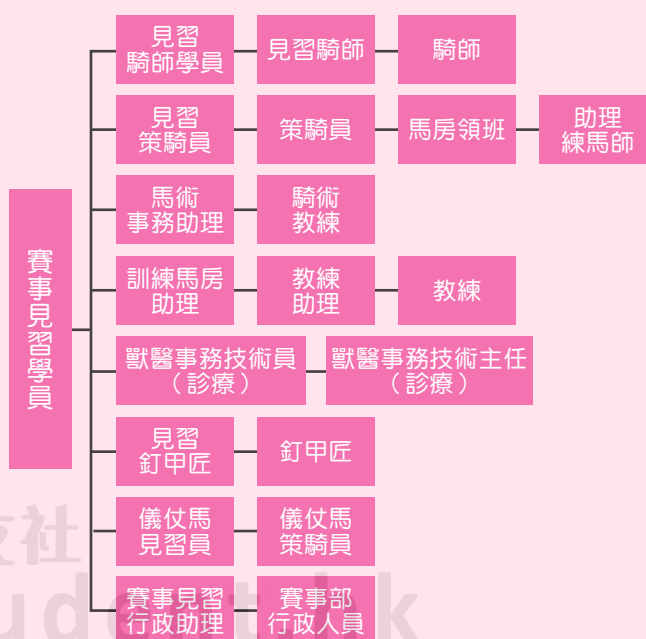 賽事見習學員
見習
騎師學員
見習騎師
騎師
見習
策騎員
策騎員
馬房領班
助理
練馬師
馬術
事務助理
騎術
教練
訓練馬房
助理
教練
助理
教練
獸醫事務技術員
（診療）
獸醫事務技術主任
（診療）
見習
釘甲匠
釘甲匠
儀仗馬
見習員
儀仗馬
策騎員
賽事見習
行政助理
賽事部
行政人員
友社
udent.hk